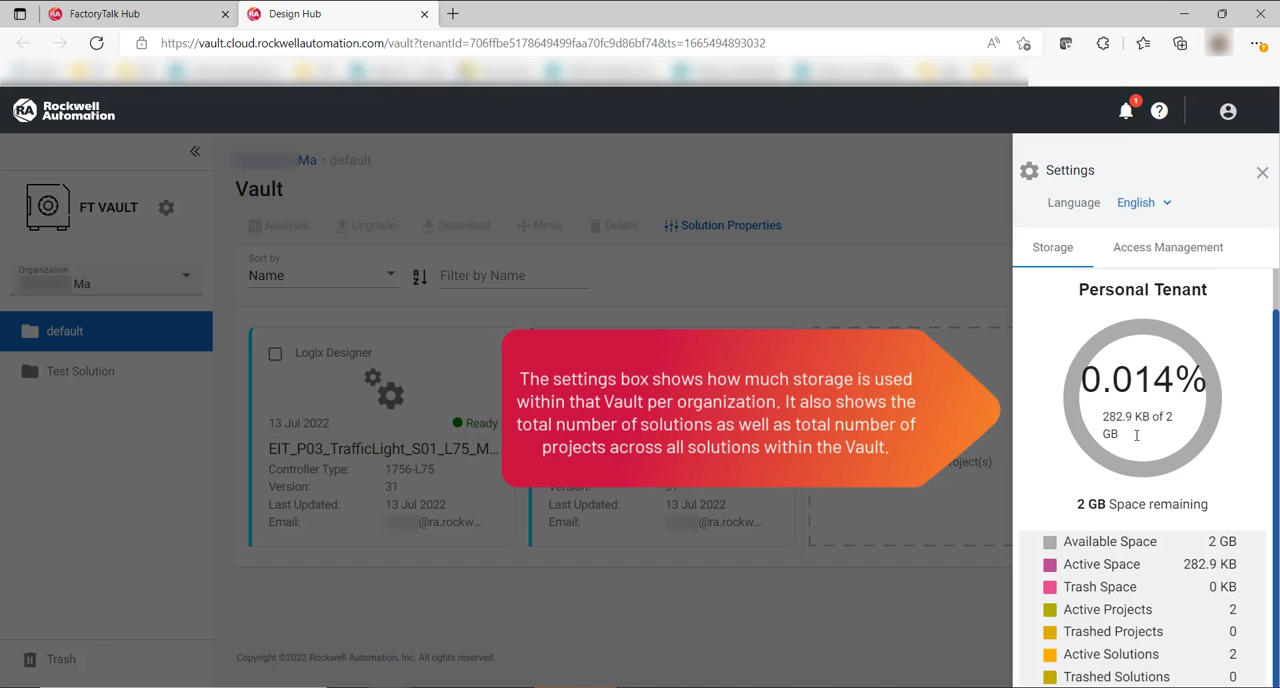 FactoryTalk Hub
Design Hub
https://vault.cloud.rockwellautomation.com/vault?tenantId=706ffbe5178649499faa70fc9d86bf74&ts=1665494893032
Rockwell
Automation
1
FT VAULT
Organization
Ma
default
Test Solution
Trash
Ma • default
Vault
Analysis
Upgrade
Download
Move
Delete
Solution Properties
Sort by
Name
Filter by Name
Logix Designer
13 Jul 2022
Ready
EIT_P03_TrafficLight_S01_L75_M...
Controller Type: 1756-L75
Version: 31
Last Updated: 13 Jul 2022
Email: @ra.rockw...
Version: 31
Last Updated: 13 Jul 2022
Email: @ra.rockw...
oject(s)
The settings box shows how much storage is used
within that Vault per organization. It also shows the
total number of solutions as well as total number of
projects across all solutions within the Vault.
Copyright ©2022 Rockwell Automation, Inc. All rights reserved.
Settings
Language English
Storage
Access Management
Personal Tenant
0.014%
282.9 KB of 2
GB
2 GB Space remaining
Available Space 2 GB
Active Space 282.9 KB
Trash Space 0 KB
Active Projects 2
Trashed Projects 0
Active Solutions 2
Trashed Solutions 0